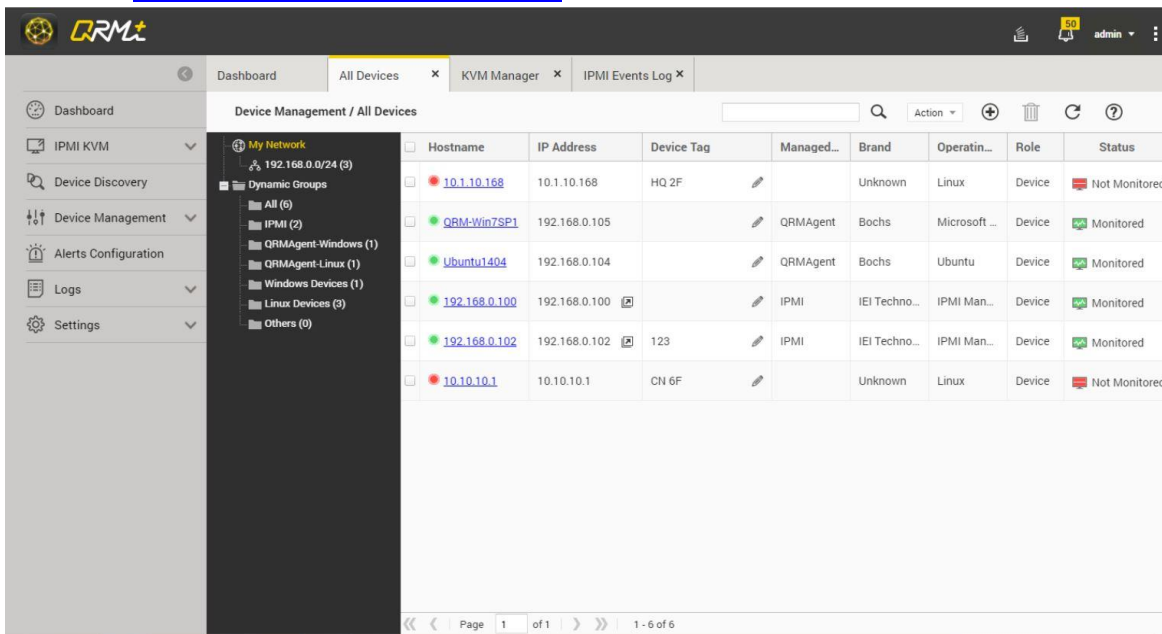 QRM+
50
admin
Dashboard
All Devices ×
KVM Manager ×
IPMI Events Log ×
Dashboard
IPMI KVM
Device Discovery
Device Management
Alerts Configuration
Logs
Settings
Device Management / All Devices
Action
My Network
192.168.0.0/24 (3)
Dynamic Groups
All (6)
IPMI (2)
QRMAgent-Windows (1)
QRMAgent-Linux (1)
Windows Devices (1)
Linux Devices (3)
Others (0)
Hostname IP Address Device Tag Managed... Brand Operatin... Role Status
10.1.10.168 10.1.10.168 HQ 2F Unknown Linux Device Not Monitored
QRM-Win7SP1 192.168.0.105 QRMAgent Bochs Microsoft ... Device Monitored
Ubuntu1404 192.168.0.104 QRMAgent Bochs Ubuntu Device Monitored
192.168.0.100 192.168.0.100 IPMI IEI Techno... IPMI Man... Device Monitored
192.168.0.102 192.168.0.102 123 IPMI IEI Techno... IPMI Man... Device Monitored
10.10.10.1 10.10.10.1 CN 6F Unknown Linux Device Not Monitored
Page 1 of 1 1 - 6 of 6